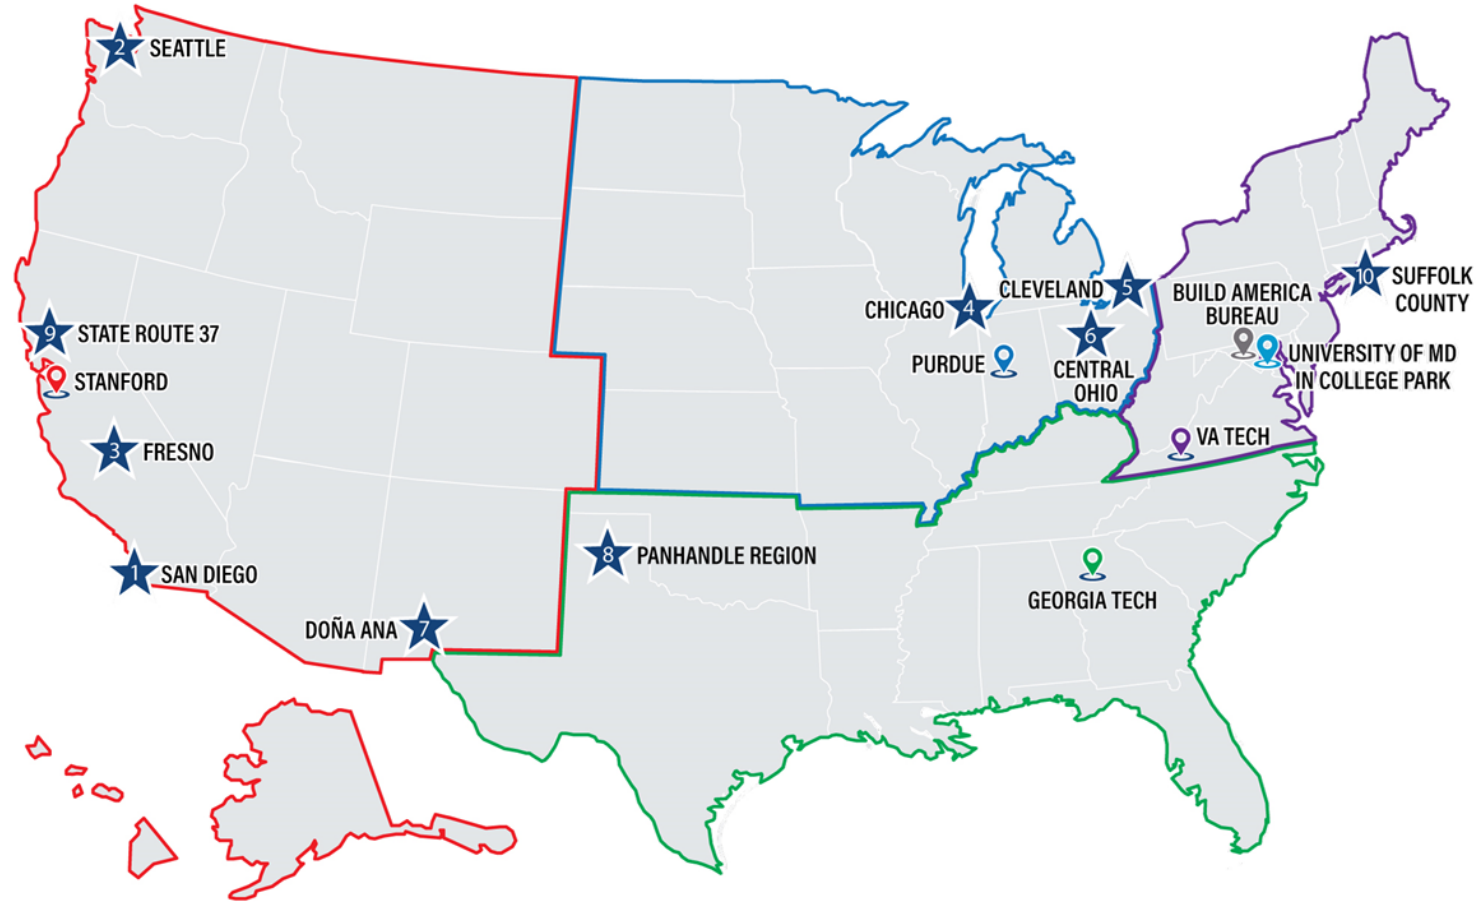 2 SEATTLE
CLEVELAND 5
BUILD AMERICA
BUREAU
10 SUFFOLK
COUNTY
CHICAGO 4
9 STATE ROUTE 37
6
CENTRAL
OHIO
PURDUE
UNIVERSITY OF MD
IN COLLEGE PARK
STANFORD
3 FRESNO
VA TECH
8 PANHANDLE REGION
1 SAN DIEGO
GEORGIA TECH
DOÑA ANA 7